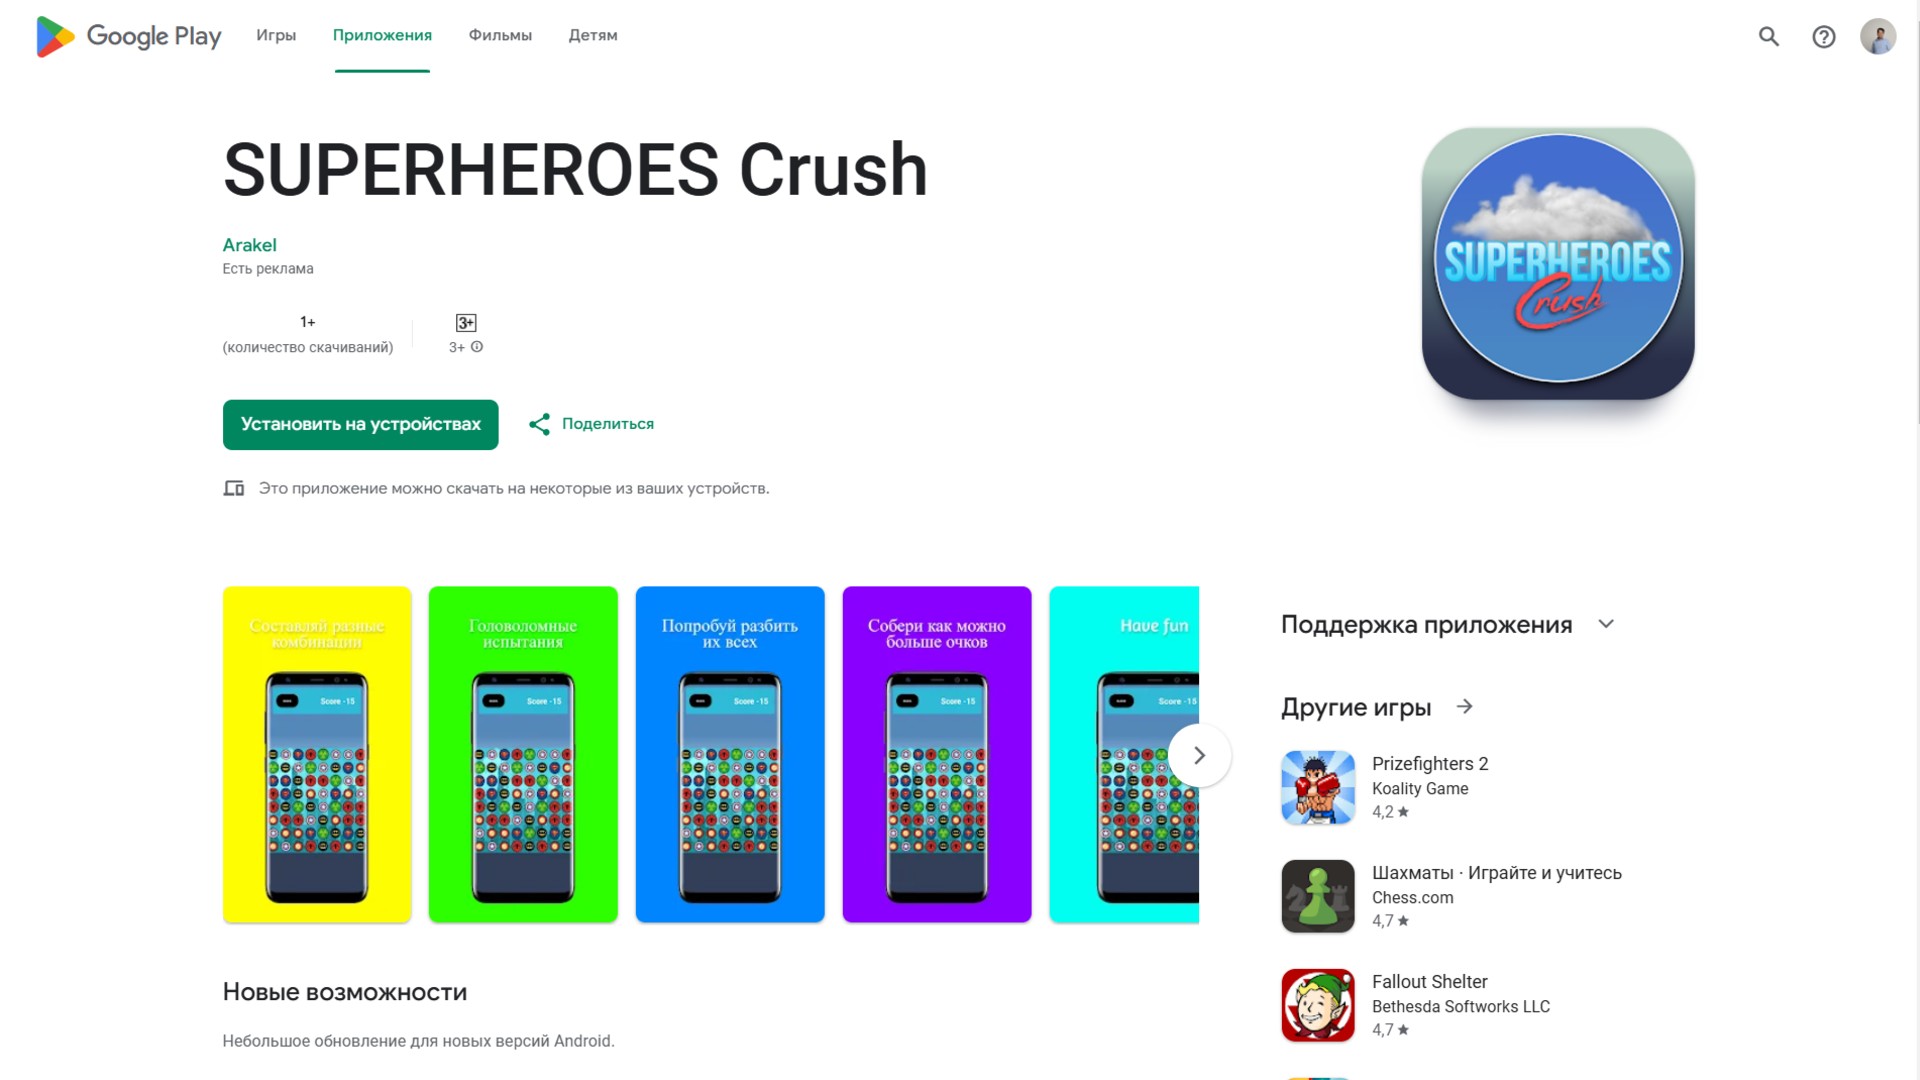 Google Play
Игры
Приложения
Фильмы
Детям
SUPERHEROES Crush
Arakel
Есть реклама
1+
(количество скачиваний)
3+
3+
Установить на устройствах
Поделиться
Это приложение можно скачать на некоторые из ваших устройств.
SUPERHEROES
Crush
Составляй разные
комбинации
Score -15
Головоломные
испытания
Score -15
Попробуй разбить
их всех
Score -15
Собери как можно
больше очков
Score -15
Have fun
Score -15
Поддержка приложения
Другие игры
Prizefighters 2
Koality Game
4,2 ★
Шахматы · Играйте и учитесь
Chess.com
4,7 ★
Fallout Shelter
Bethesda Softworks LLC
4,7 ★
Новые возможности
Небольшое обновление для новых версий Android.